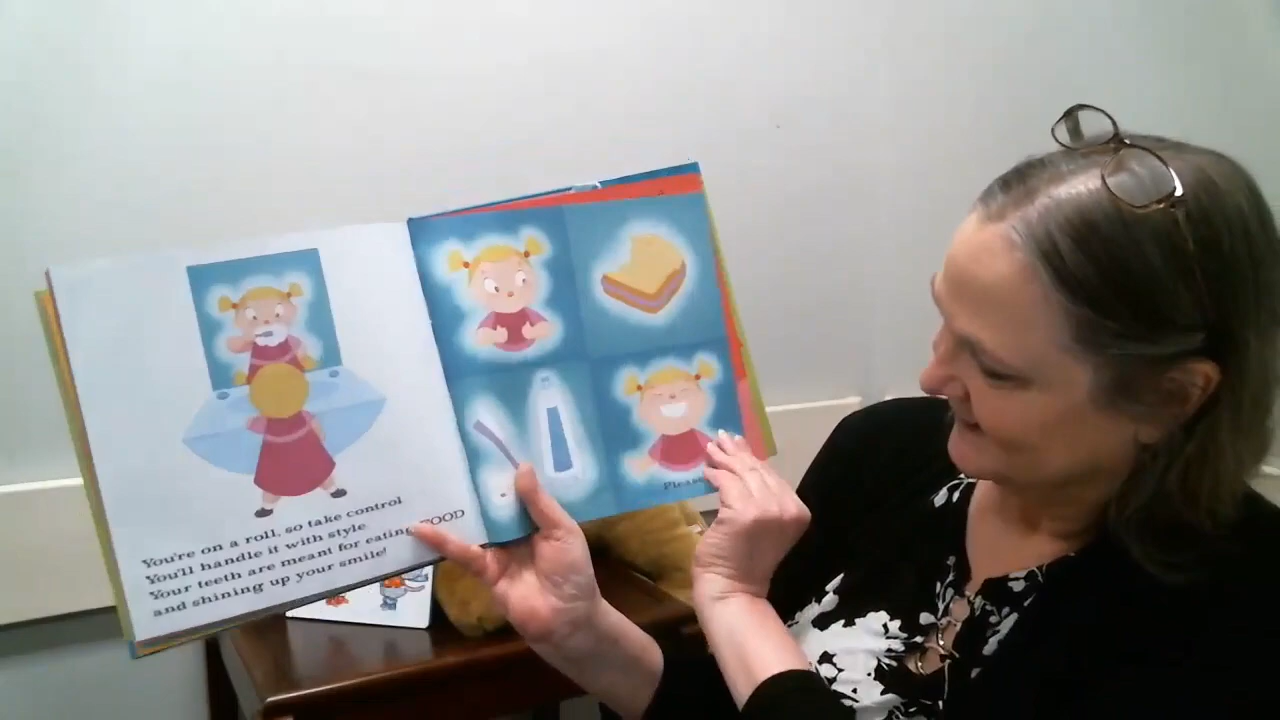 You're on a roll, so take control
You'll handle it with style.
Your teeth are meant for eating FOOD
and shining up your smile!
Please